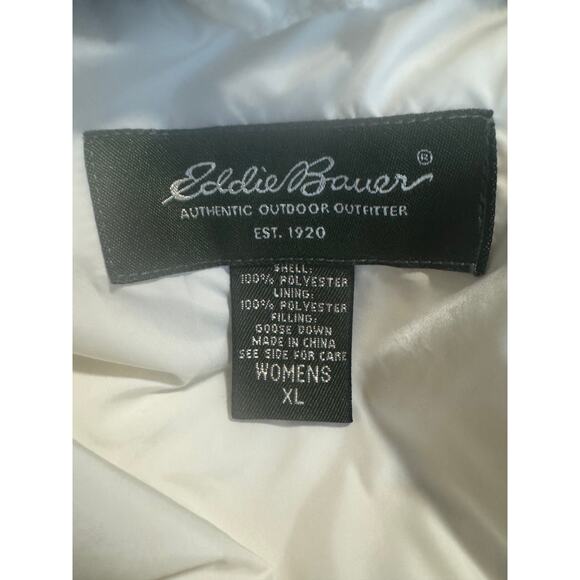 Eddie Bauer ®
AUTHENTIC OUTDOOR OUTFITTER
EST. 1920
SHELL:
100% POLYESTER
LINING:
100% POLYESTER
FILLING:
GOOSE DOWN
MADE IN CHINA
SEE SIDE FOR CARE
WOMENS
XL